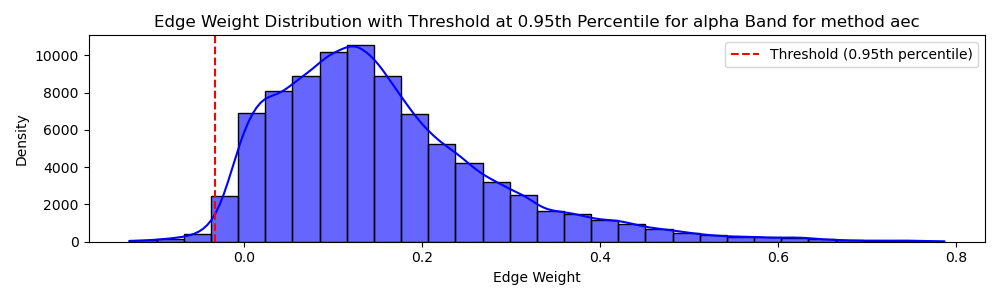 Edge Weight Distribution with Threshold at 0.95th Percentile for alpha Band for method aec
Threshold (0.95th percentile)
Density
10000
8000
6000
4000
2000
0
0.0 0.2 0.4 0.6 0.8
Edge Weight